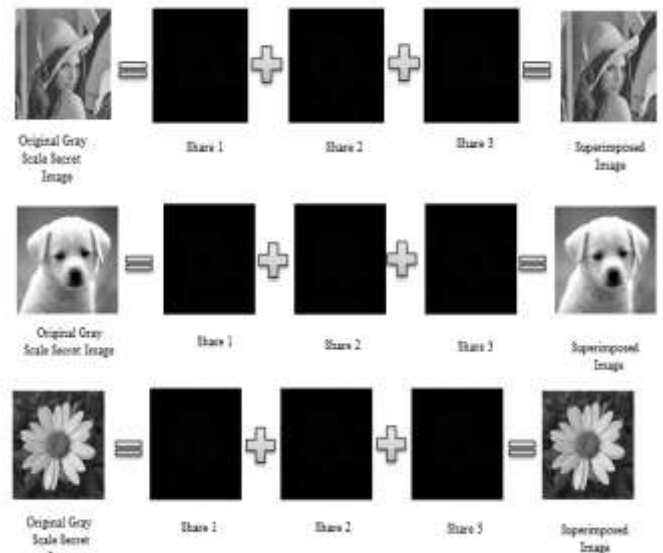 Original Gray
Scale Secret
Image
Share 1
Share 2
Share 3
Superimposed
Image
Original Gray
Scale Secret Image
Share 1
Share 2
Share 3
Superimposed
Image
Original Gray
Scale Secret
Share 1
Share 2
Share 3
Superimposed
Image